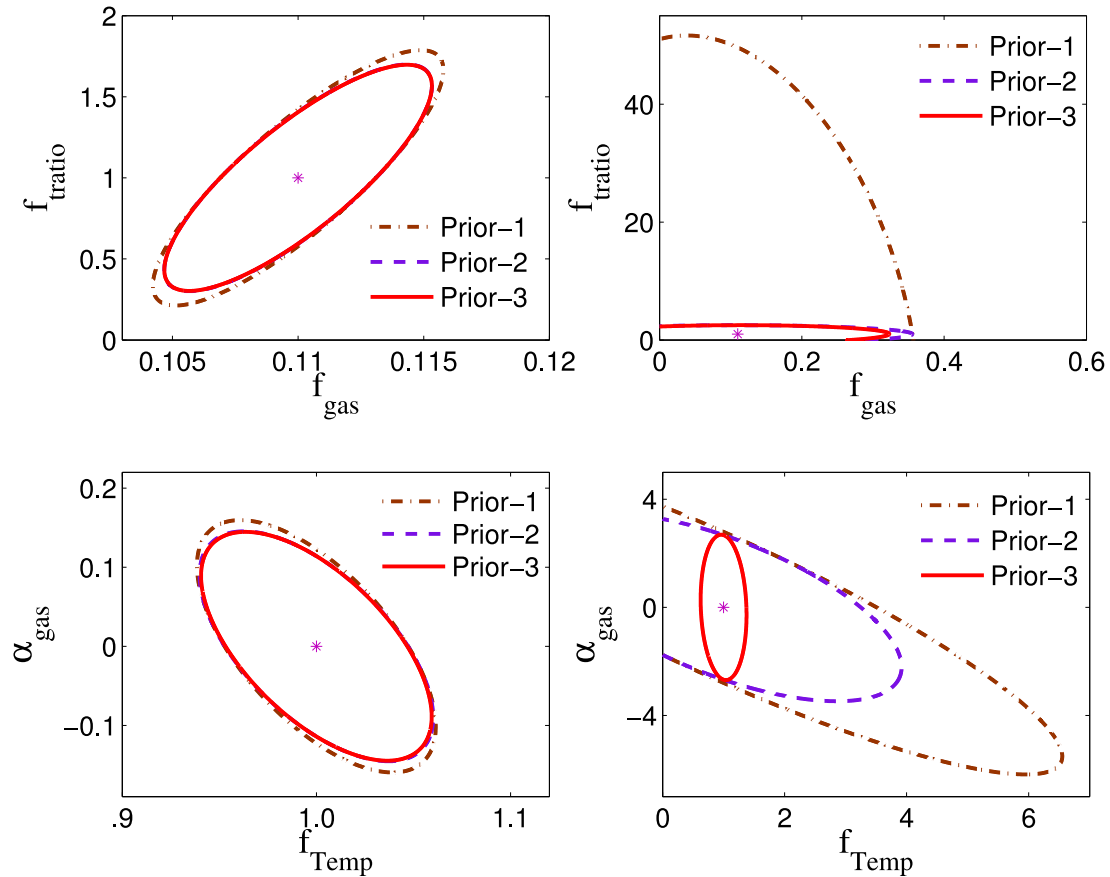 2
1.5
1
0.5
0
0.105
0.11
0.115
0.12
f_tratio
f_gas
Prior-1
Prior-2
Prior-3
40
20
0
0
0.2
0.4
0.6
f_tratio
f_gas
Prior-1
Prior-2
Prior-3
0.2
0.1
0
-0.1
.9
1.0
1.1
α_gas
f_Temp
Prior-1
Prior-2
Prior-3
4
0
-4
0
2
4
6
α_gas
f_Temp
Prior-1
Prior-2
Prior-3